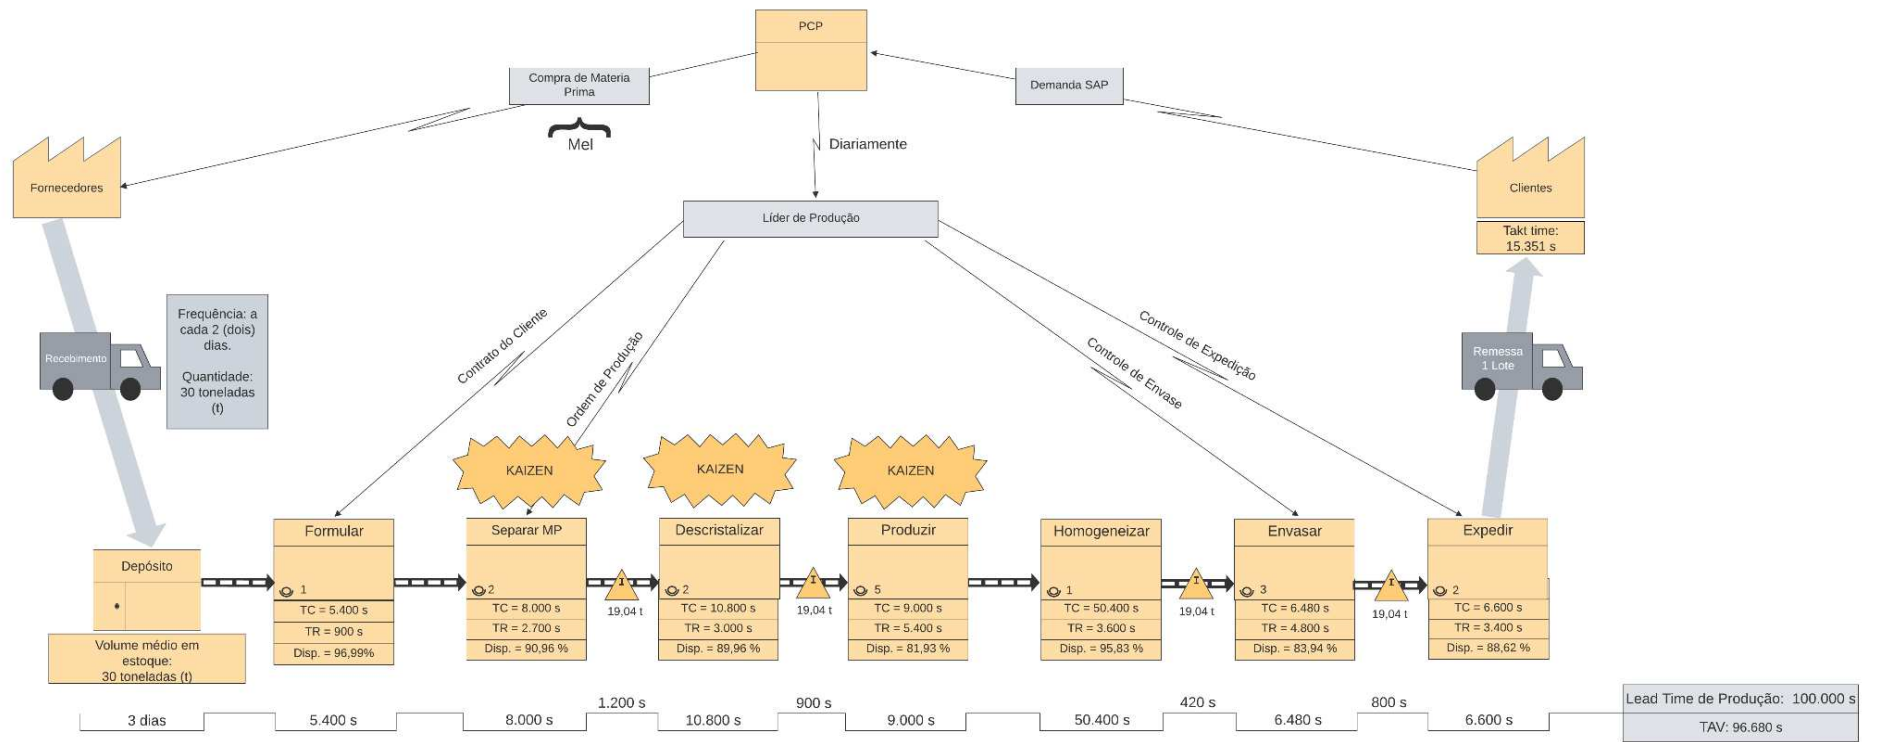 PCP
Compra de Materia
Prima
Mel
Demanda SAP
Diariamente
Fornecedores
Clientes
Takt time:
15.351 s
Líder de Produção
Recebimento
Frequência: a
cada 2 (dois)
dias.
Quantidade:
30 toneladas
(t)
Contrato do Cliente
Ordem de Produção
Controle de Envase
Controle de Expedição
Remessa
1 Lote
KAIZEN
KAIZEN
KAIZEN
Depósito
Volume médio em
estoque:
30 toneladas (t)
Formular
1
TC = 5.400 s
TR = 900 s
Disp. = 96,99%
Separar MP
2
TC = 8.000 s
TR = 2.700 s
Disp. = 90,96 %
I
19,04 t
Descristalizar
2
TC = 10.800 s
TR = 3.000 s
Disp. = 89,96 %
I
19,04 t
Produzir
5
TC = 9.000 s
TR = 5.400 s
Disp. = 81,93 %
Homogeneizar
1
TC = 50.400 s
TR = 3.600 s
Disp. = 95,83 %
I
19,04 t
Envasar
3
TC = 6.480 s
TR = 4.800 s
Disp. = 83,94 %
I
19,04 t
Expedir
2
TC = 6.600 s
TR = 3.400 s
Disp. = 88,62 %
3 dias
5.400 s
8.000 s
1.200 s
10.800 s
900 s
9.000 s
50.400 s
420 s
6.480 s
800 s
6.600 s
Lead Time de Produção: 100.000 s
TAV: 96.680 s